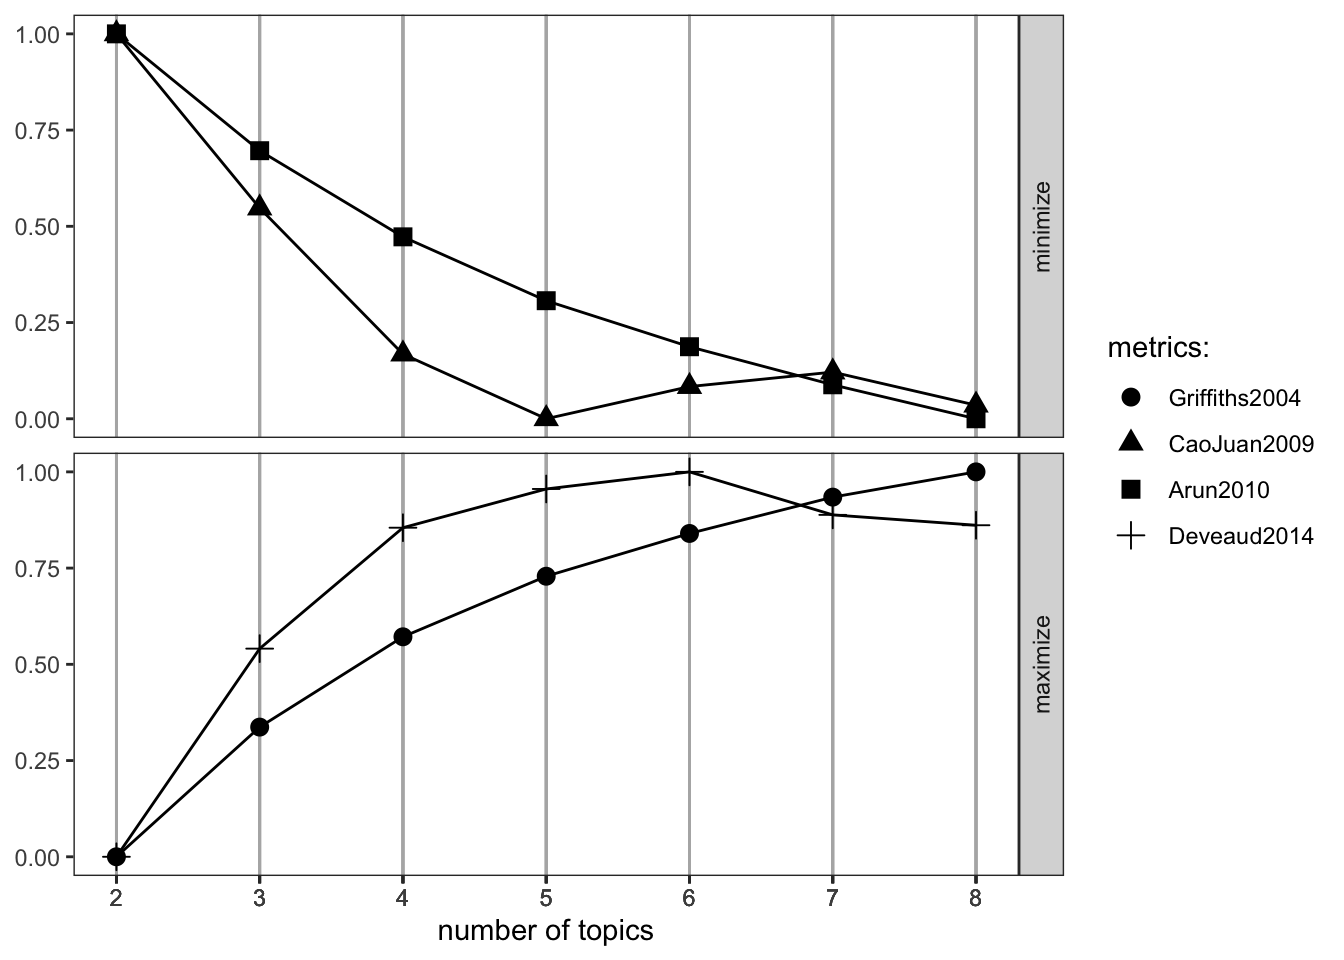 1.00
0.75
0.50
0.25
0.00
minimize
1.00
0.75
0.50
0.25
0.00
maximize
2 3 4 5 6 7 8
number of topics
metrics:
Griffiths2004
CaoJuan2009
Arun2010
Deveaud2014